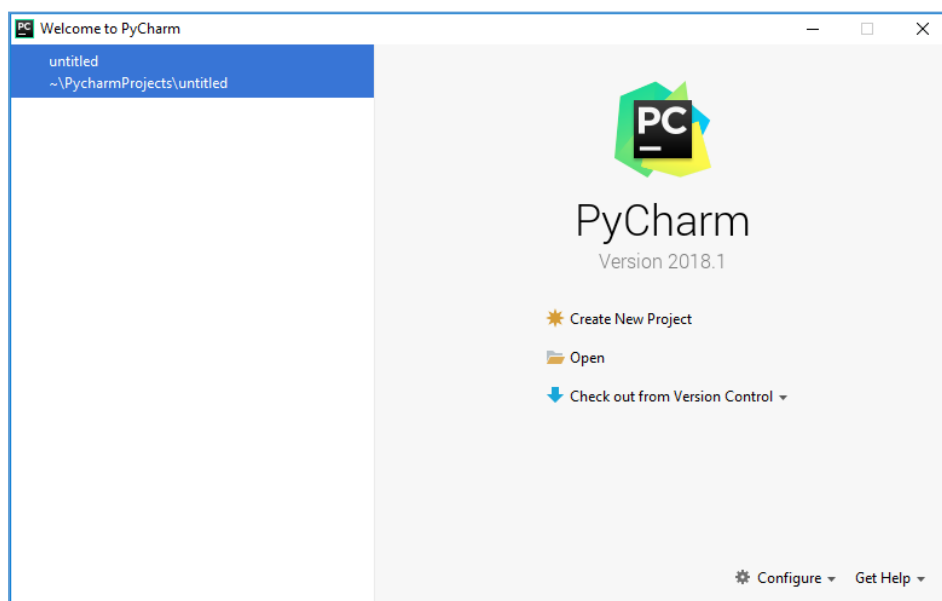 PC Welcome to PyCharm
untitled
~\PycharmProjects\untitled
PC
PyCharm
Version 2018.1
Create New Project
Open
Check out from Version Control
Configure Get Help